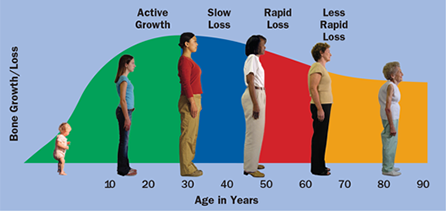 Active
Growth
Slow
Loss
Rapid
Loss
Less
Rapid
Loss
Bone Growth/Loss
10 20 30 40 50 60 70 80 90
Age in Years